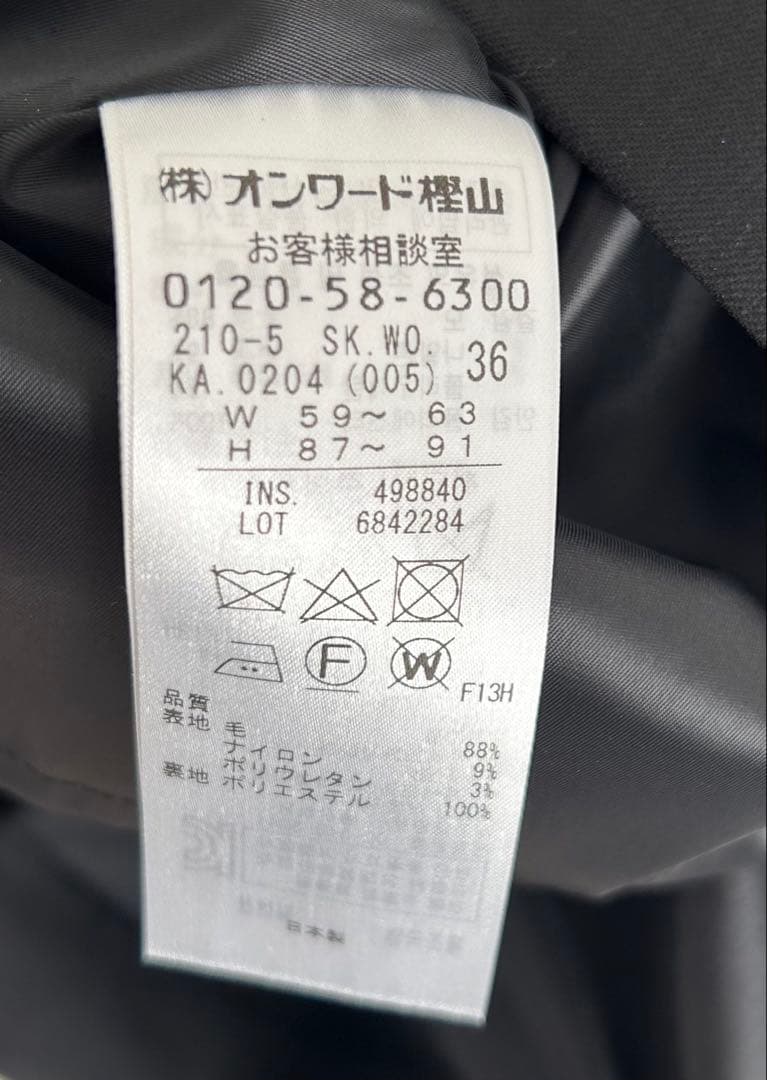 (株)オンワード樫山
お客様相談室
0120-58-6300
210-5 SK.WO.
KA.0204 (005) 36
W 59〜 63
H 87〜 91
INS. 498840
LOT 6842284
F
W
F13H
品質
表地 毛 88%
ナイロン 9%
ポリウレタン 3%
裏地 ポリエステル 100%
日本製